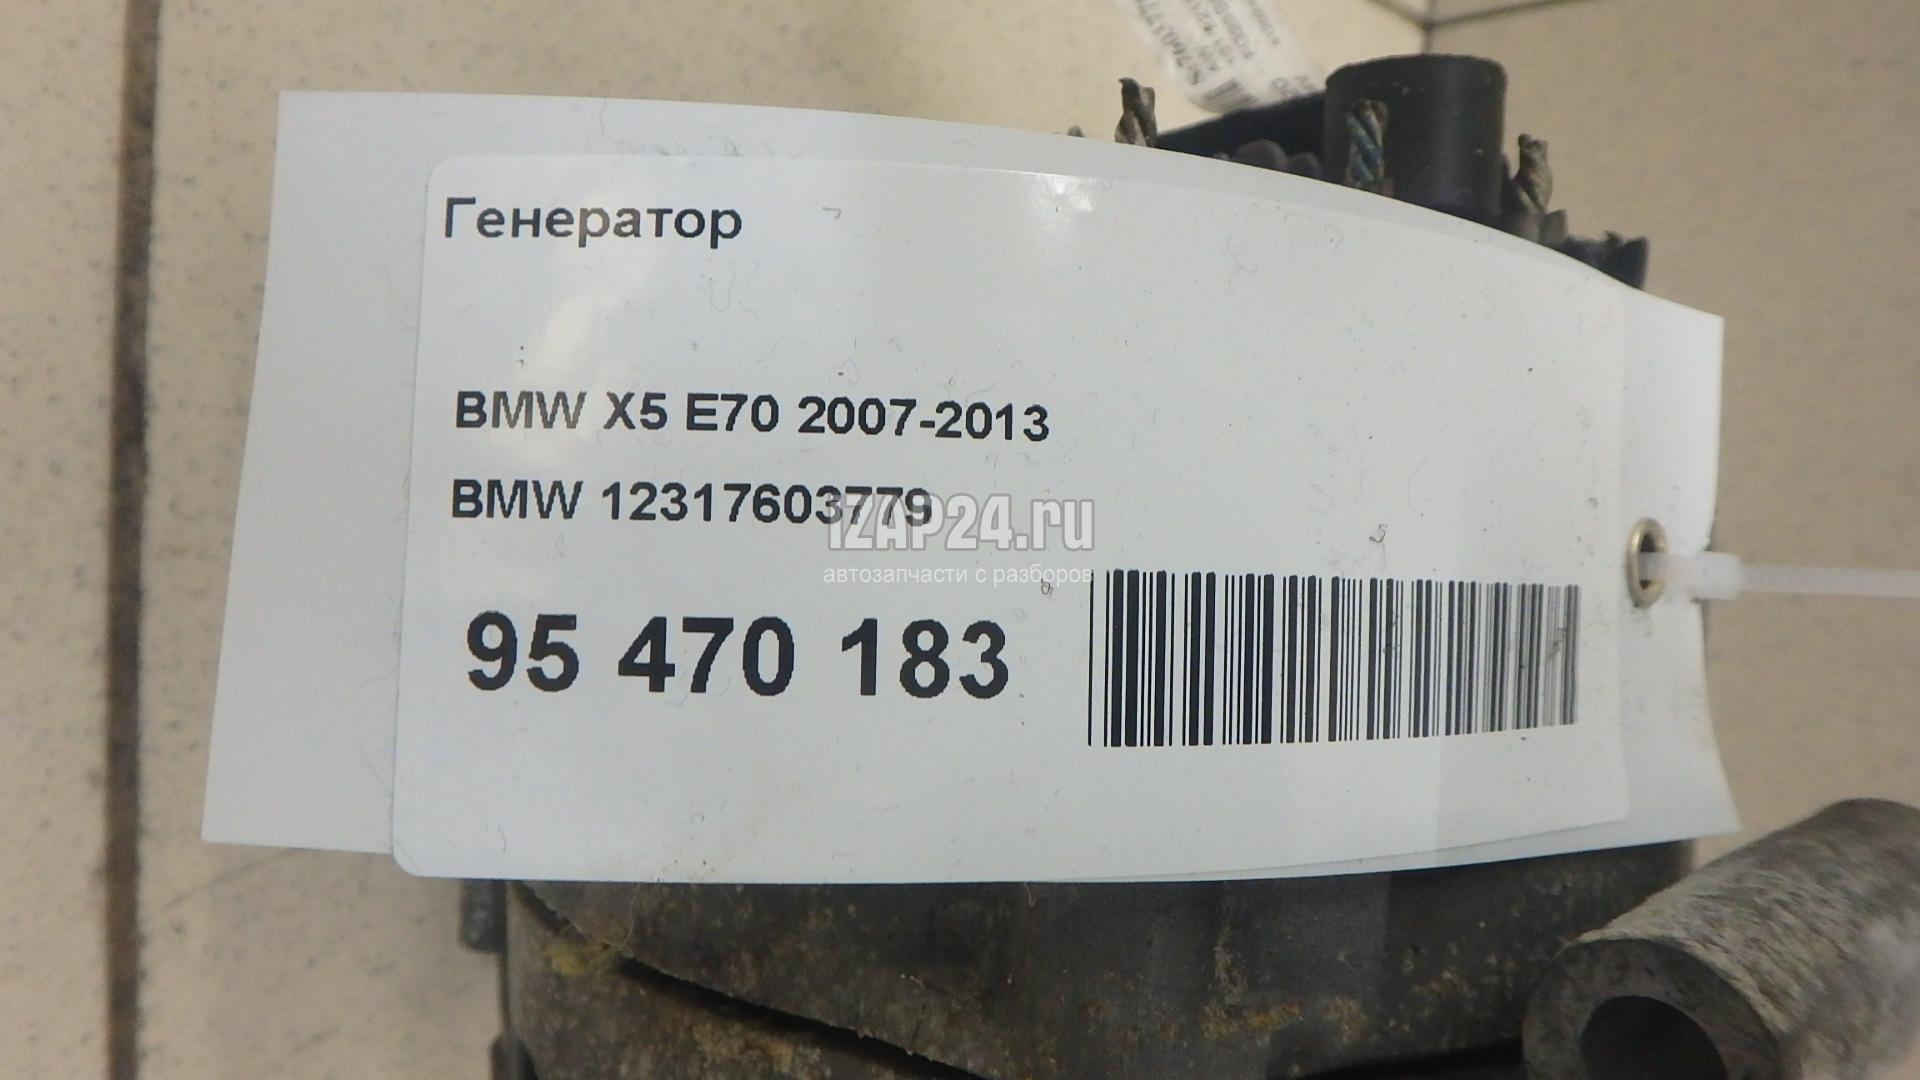 Генератор
BMW X5 E70 2007-2013
BMW 12317603779
iZAP24.ru
автозапчасти с разборов
95 470 183